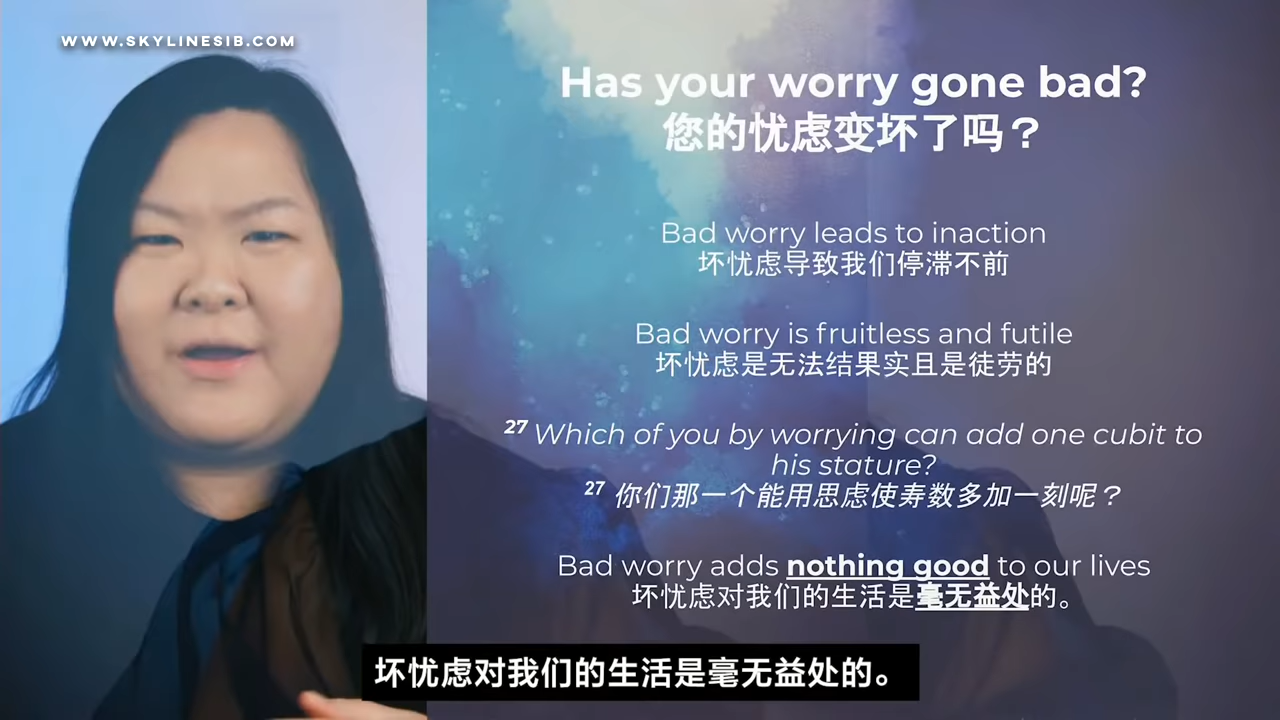 WWW.SKYLINESIB.COM
Has your worry gone bad?
您的忧虑变坏了吗？
Bad worry leads to inaction
坏忧虑导致我们停滞不前
Bad worry is fruitless and futile
坏忧虑是无法结果实且是徒劳的
27 Which of you by worrying can add one cubit to
his stature?
27 你们那一个能用思虑使寿数多加一刻呢？
Bad worry adds nothing good to our lives
坏忧虑对我们的生活是毫无益处的。
坏忧虑对我们的生活是毫无益处的。